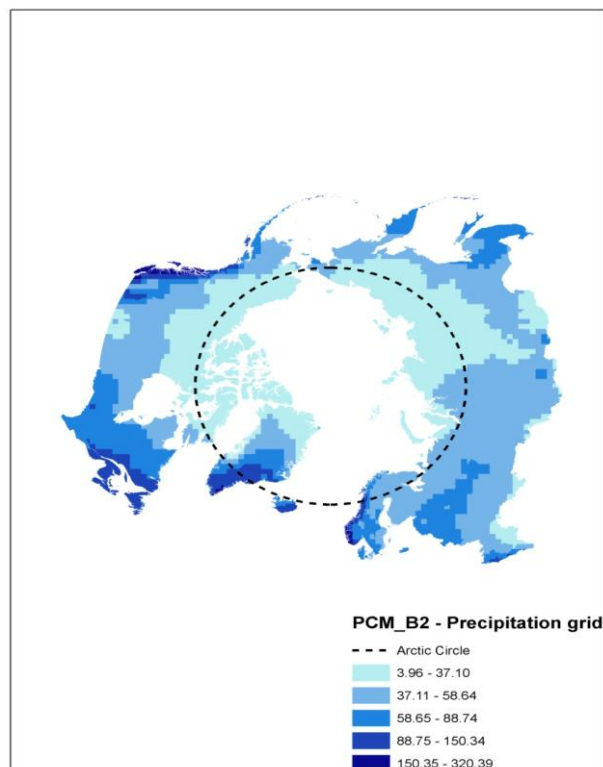 PCM_B2 - Precipitation grid
Arctic Circle
3.96 - 37.10
37.11 - 58.64
58.65 - 88.74
88.75 - 150.34
150.35 - 320.39